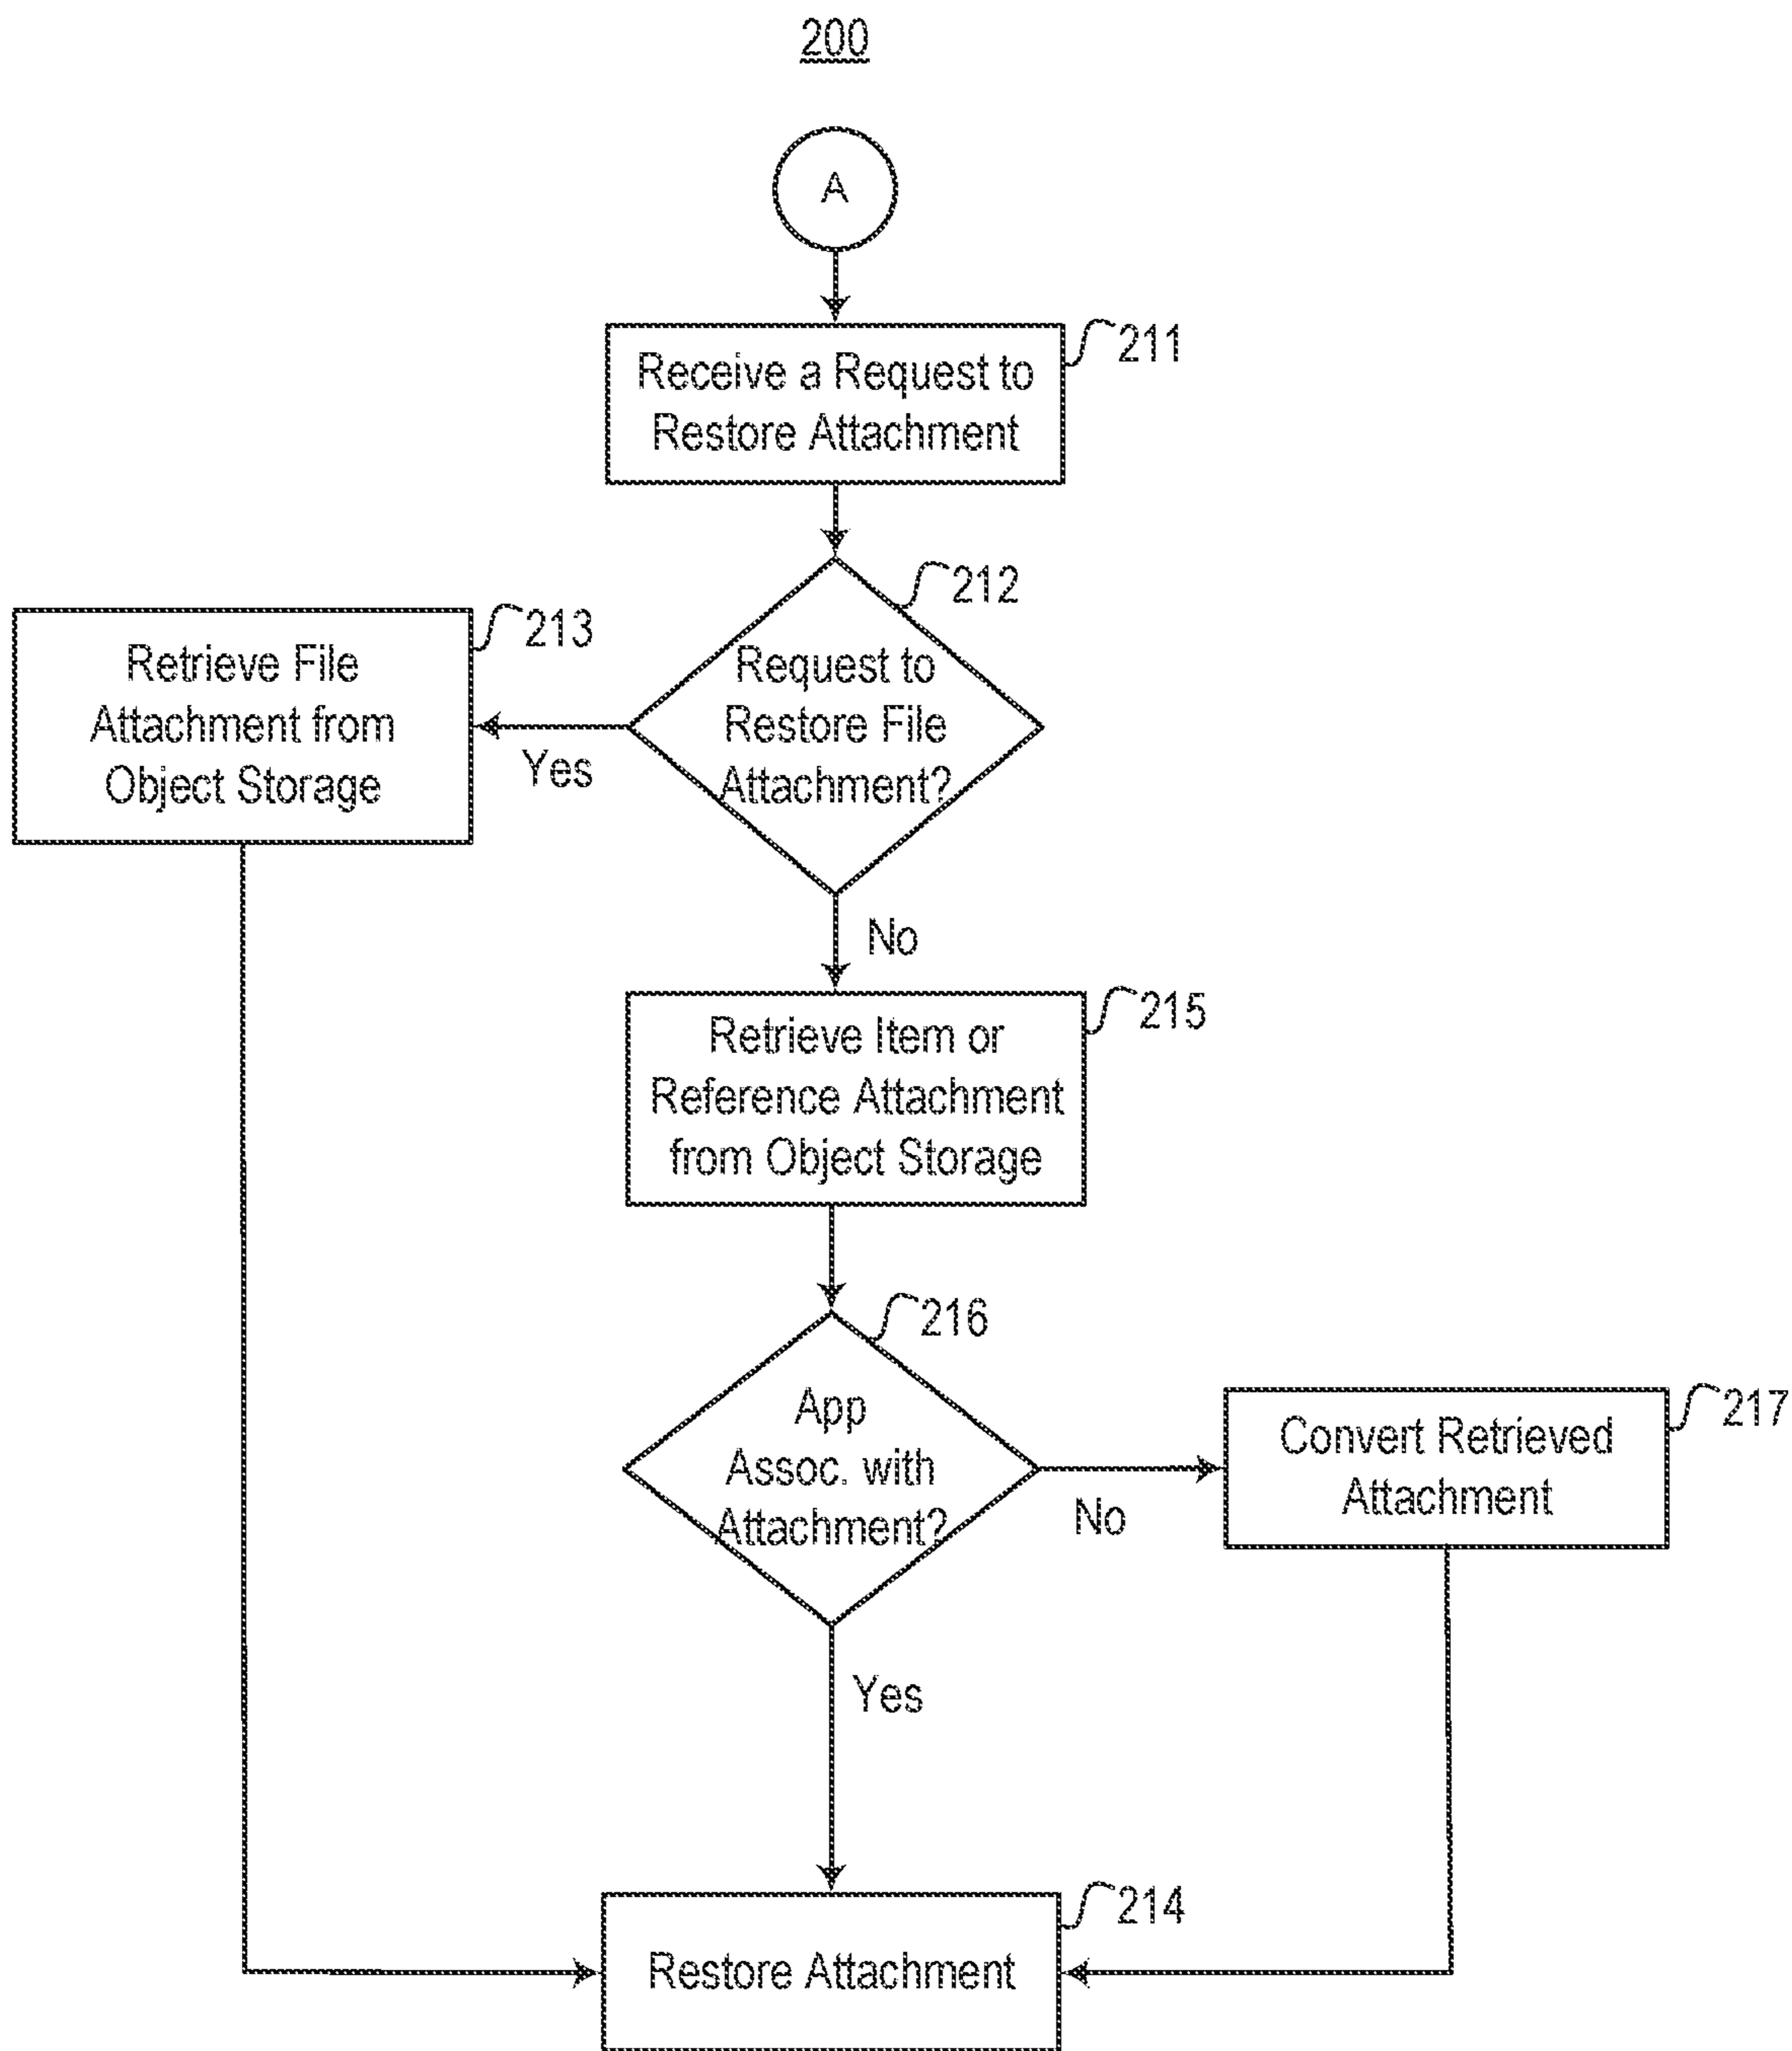 200
A
211
Receive a Request to
Restore Attachment
212
Request to
Restore File
Attachment?
213
Retrieve File
Attachment from
Object Storage
Yes
No
215
Retrieve Item or
Reference Attachment
from Object Storage
216
App
Assoc. with
Attachment?
217
Convert Retrieved
Attachment
No
Yes
214
Restore Attachment